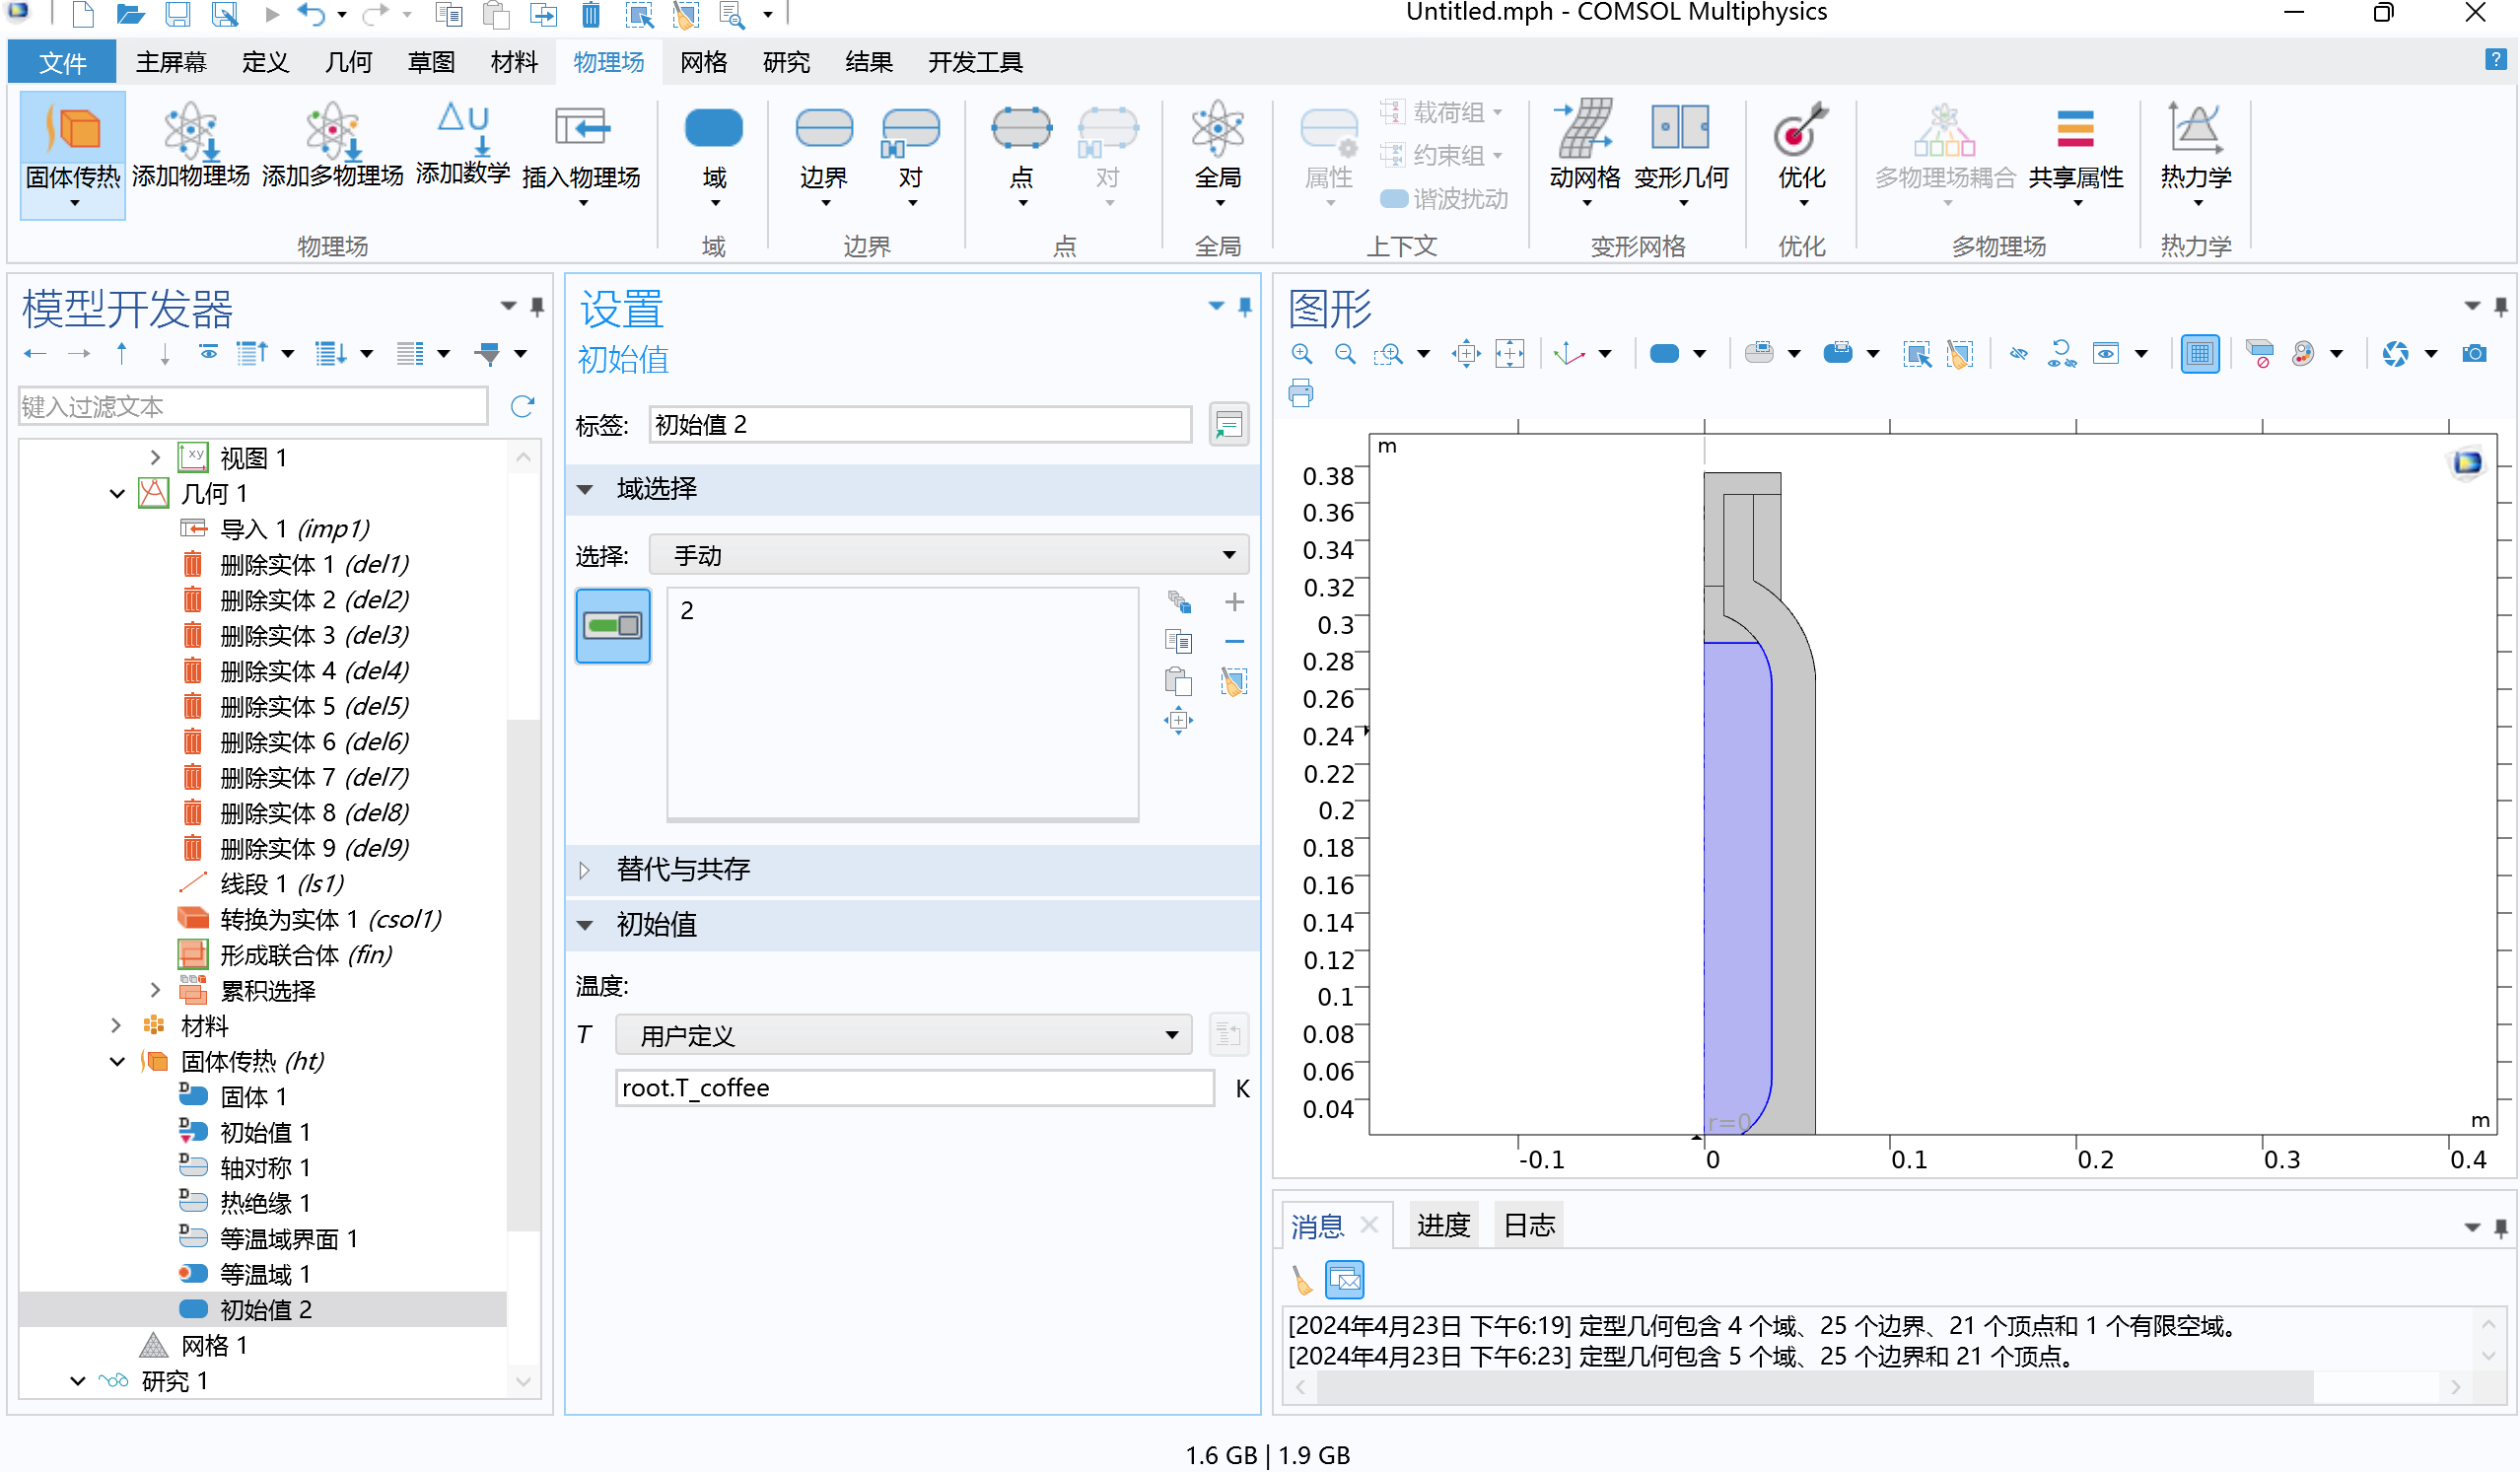 Untitled.mph - COMSOL Multiphysics
文件 主屏幕 定义 几何 草图 材料 物理场 网格 研究 结果 开发工具 ?
固体传热 添加物理场 添加多物理场 添加数学 插入物理场 域 边界 对 点 对 全局 属性 载荷组 约束组 谐波扰动 动网格 变形几何 优化 多物理场耦合 共享属性 热力学
物理场 域 边界 点 全局 上下文 变形网格 优化 多物理场 热力学
模型开发器
键入过滤文本
视图 1
几何 1
导入 1 (imp1)
删除实体 1 (del1)
删除实体 2 (del2)
删除实体 3 (del3)
删除实体 4 (del4)
删除实体 5 (del5)
删除实体 6 (del6)
删除实体 7 (del7)
删除实体 8 (del8)
删除实体 9 (del9)
线段 1 (ls1)
转换为实体 1 (csol1)
形成联合体 (fin)
累积选择
材料
固体传热 (ht)
固体 1
初始值 1
轴对称 1
热绝缘 1
等温域界面 1
等温域 1
初始值 2
网格 1
研究 1
设置
初始值
标签: 初始值 2
域选择
选择: 手动
2
替代与共存
初始值
温度:
T 用户定义
root.T_coffee K
图形
m
0.38
0.36
0.34
0.32
0.3
0.28
0.26
0.24
0.22
0.2
0.18
0.16
0.14
0.12
0.1
0.08
0.06
0.04
r=0
m
-0.1 0 0.1 0.2 0.3 0.4
消息 进度 日志
[2024年4月23日 下午6:19] 定型几何包含 4 个域、25 个边界、21 个顶点和 1 个有限空域。
[2024年4月23日 下午6:23] 定型几何包含 5 个域、25 个边界和 21 个顶点。
1.6 GB | 1.9 GB